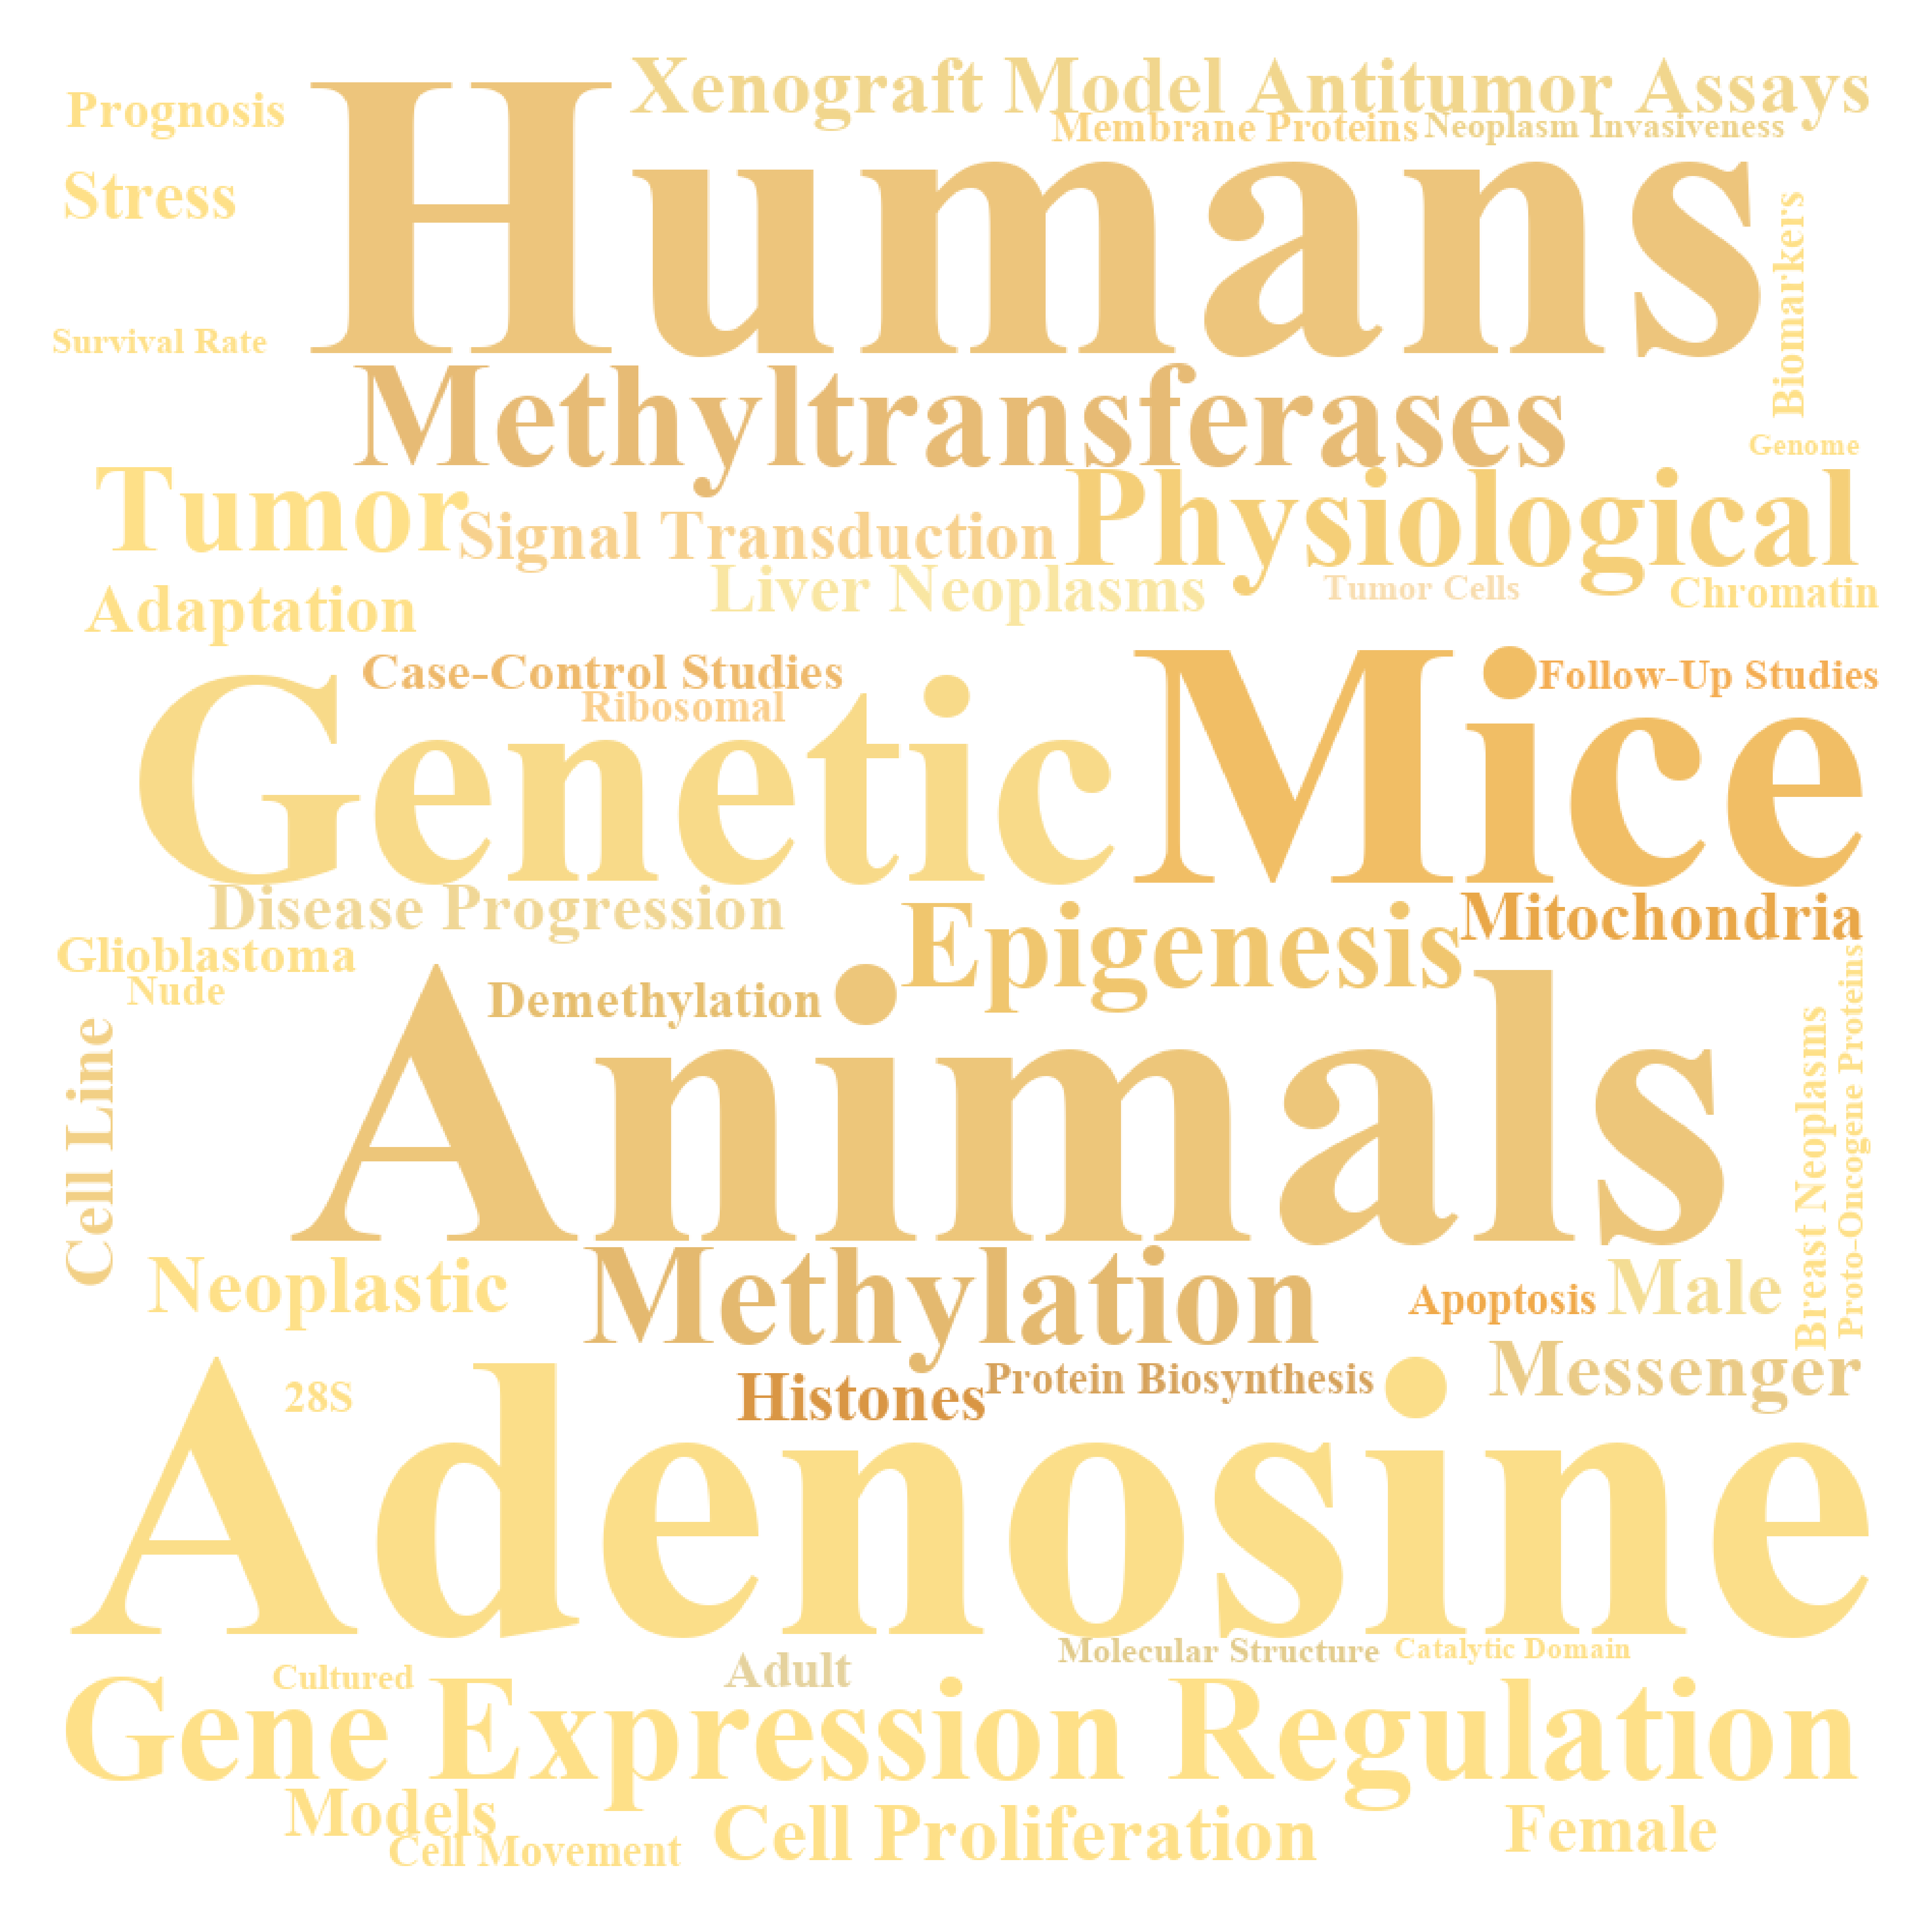 Xenograft Model Antitumor Assays
Prognosis
Humans
Membrane Proteins
Neoplasm Invasiveness
Stress
Biomarkers
Survival Rate
Methyltransferases
Genome
Tumor
Physiological
Signal Transduction
Liver Neoplasms
Tumor Cells
Chromatin
Adaptation
Case-Control Studies
Mice
Follow-Up Studies
Ribosomal
Genetic
Disease Progression
Epigenesis
Mitochondria
Glioblastoma
Nude
Demethylation
Animals
Cell Line
Breast Neoplasms
Proto-Oncogene Proteins
Neoplastic
Methylation
Apoptosis
Male
Messenger
28S
Histones
Protein Biosynthesis
Adenosine
Molecular Structure
Catalytic Domain
Adult
Cultured
Gene Expression Regulation
Models
Cell Movement
Cell Proliferation
Female